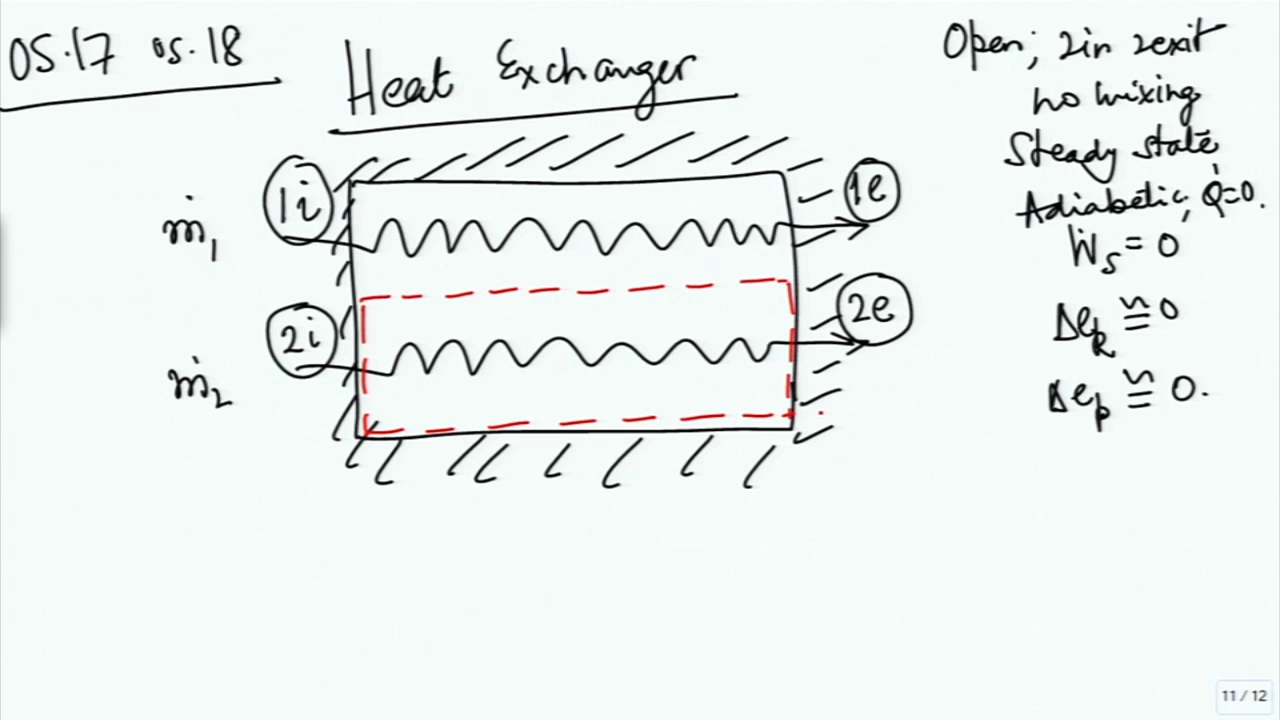 05.17 05.18
Heat Exchanger
Open; 2in 2exit
no mixing
Steady state
Adiabatic, Q̇=0.
Ẇs = 0
Δek ≅ 0
Δep ≅ 0.
1i
1e
ṁ1
2i
2e
ṁ2
11 / 12